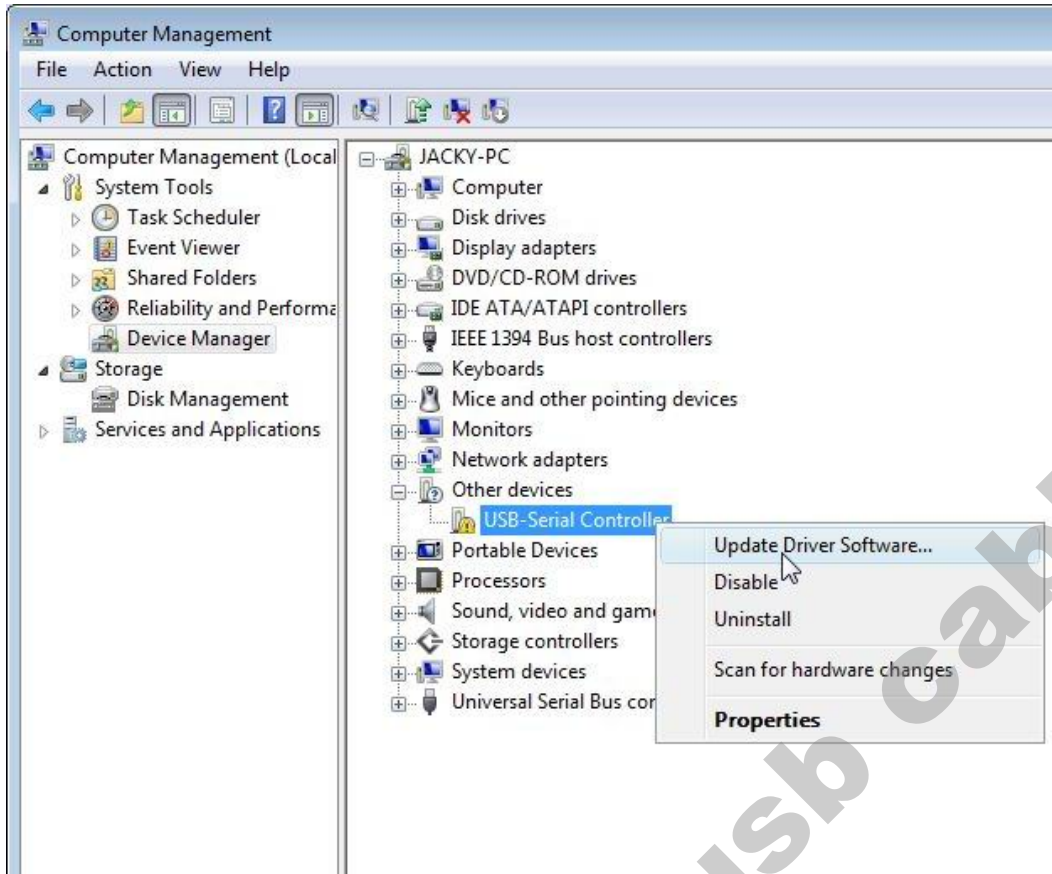 Computer Management
File Action View Help
Computer Management (Local
System Tools
Task Scheduler
Event Viewer
Shared Folders
Reliability and Performa
Device Manager
Storage
Disk Management
Services and Applications
JACKY-PC
Computer
Disk drives
Display adapters
DVD/CD-ROM drives
IDE ATA/ATAPI controllers
IEEE 1394 Bus host controllers
Keyboards
Mice and other pointing devices
Monitors
Network adapters
Other devices
USB-Serial Controller
Portable Devices
Processors
Sound, video and gam
Storage controllers
System devices
Universal Serial Bus cor
Update Driver Software...
Disable
Uninstall
Scan for hardware changes
Properties
usb cab